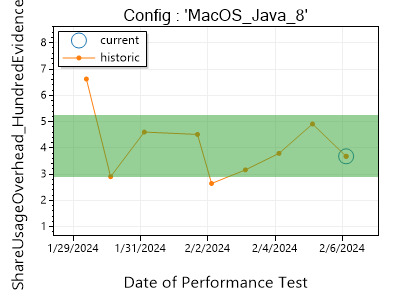 Config : 'MacOS_Java_8'
ShareUsageOverhead_HundredEvidence
current
historic
8
7
6
5
4
3
2
1
1/29/2024 1/31/2024 2/2/2024 2/4/2024 2/6/2024
Date of Performance Test